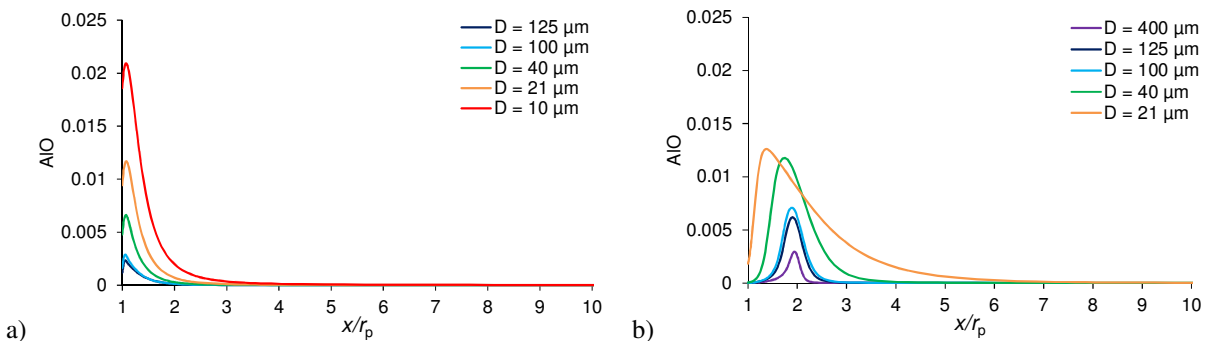 0.025
0.02
0.015
0.01
0.005
0
AIO
1 2 3 4 5 6 7 8 9 10
x/rp
D = 125 µm
D = 100 µm
D = 40 µm
D = 21 µm
D = 10 µm
a)
0.025
0.02
0.015
0.01
0.005
0
AIO
1 2 3 4 5 6 7 8 9 10
x/rp
D = 400 µm
D = 125 µm
D = 100 µm
D = 40 µm
D = 21 µm
b)